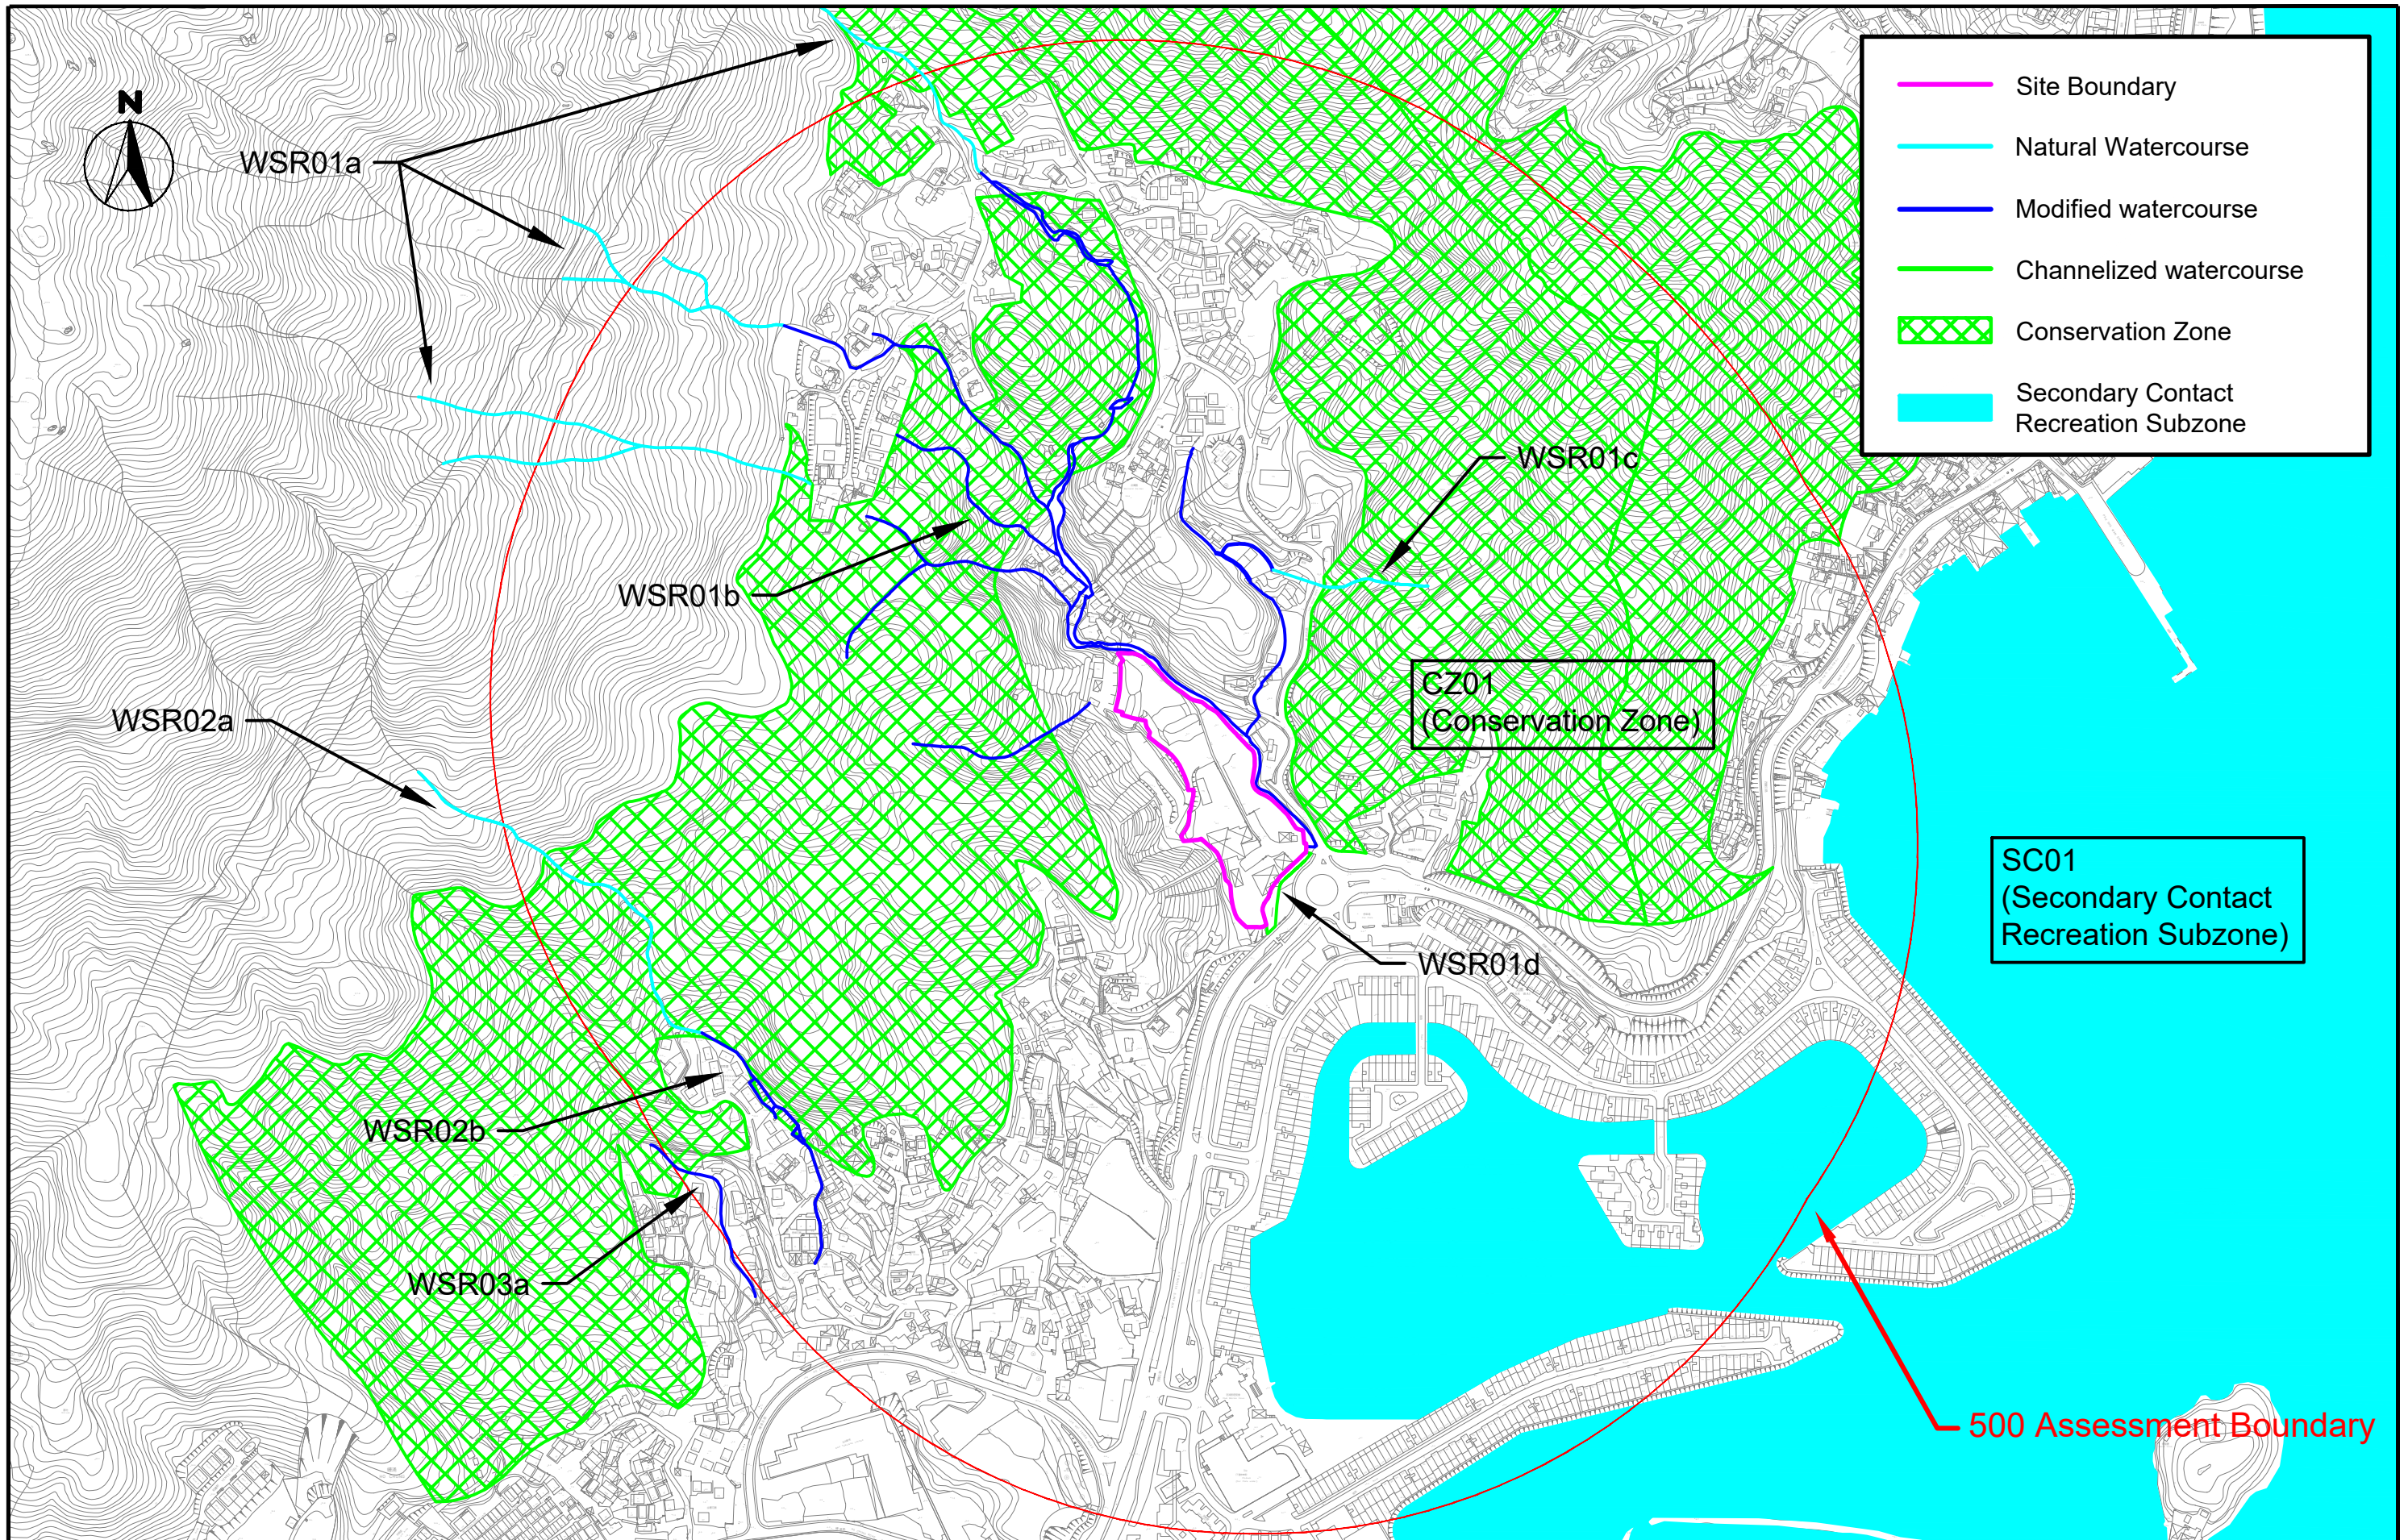 N
Site Boundary
Natural Watercourse
Modified watercourse
Channelized watercourse
Conservation Zone
Secondary Contact
Recreation Subzone
WSR01a
WSR01c
WSR01b
CZ01
(Conservation Zone)
WSR02a
SC01
(Secondary Contact
Recreation Subzone)
WSR01d
WSR02b
WSR03a
500 Assessment Boundary